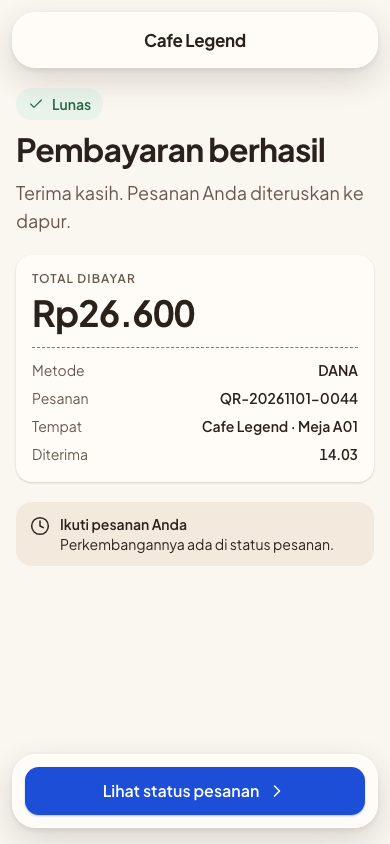 Cafe Legend
Lunas
Pembayaran berhasil
Terima kasih. Pesanan Anda diteruskan ke
dapur.
TOTAL DIBAYAR
Rp26.600
Metode DANA
Pesanan QR-20261101-0044
Tempat Cafe Legend · Meja A01
Diterima 14.03
Ikuti pesanan Anda
Perkembangannya ada di status pesanan.
Lihat status pesanan